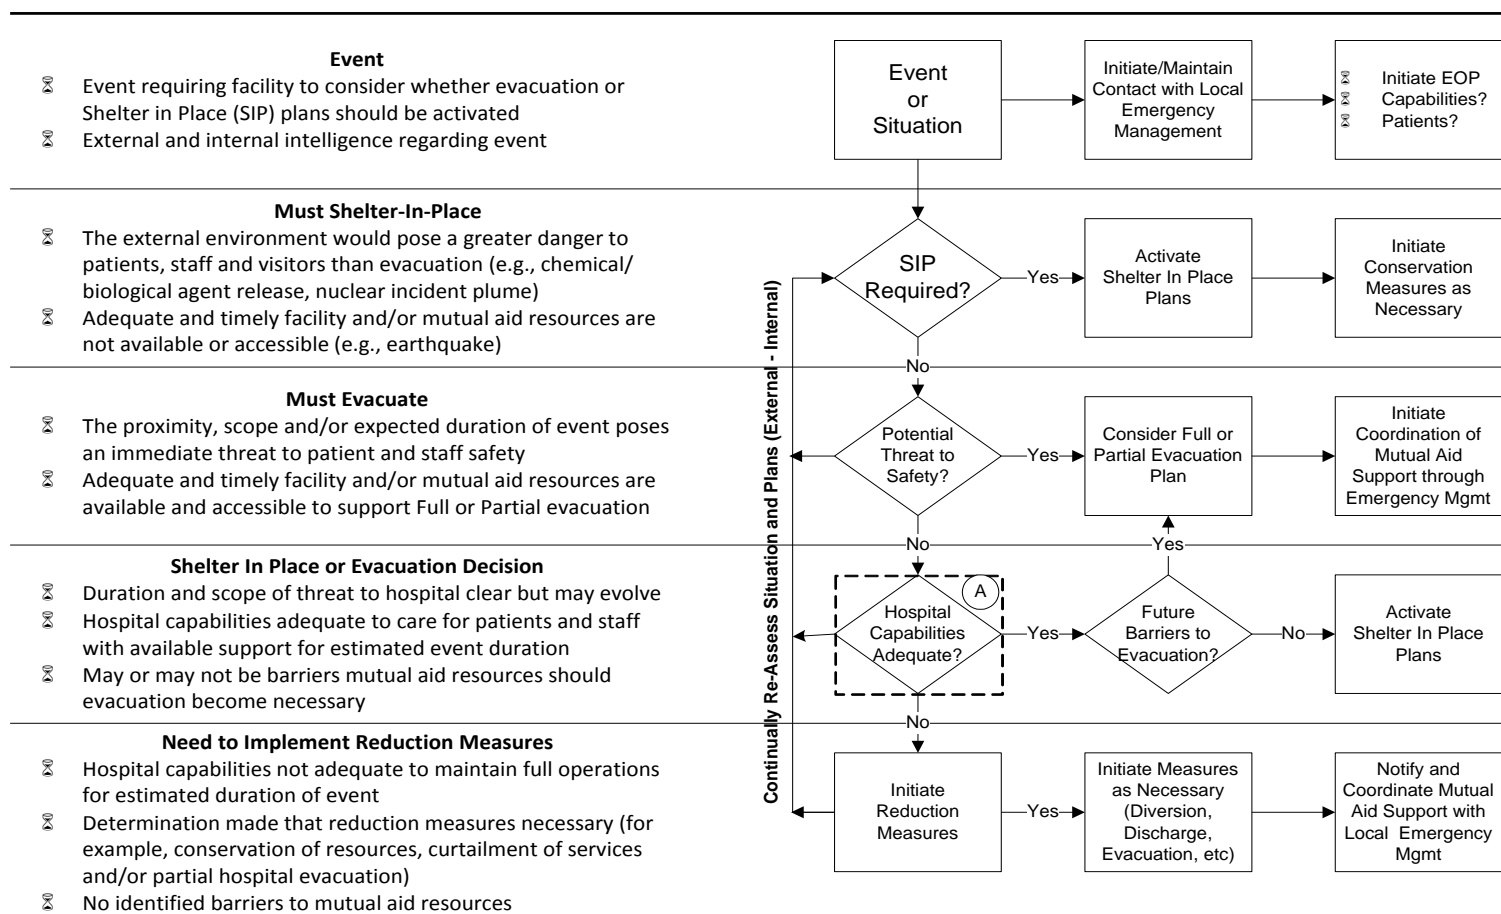 Event
Event requiring facility to consider whether evacuation or
Shelter in Place (SIP) plans should be activated
External and internal intelligence regarding event
Event
or
Situation
Initiate/Maintain
Contact with Local
Emergency
Management
Initiate EOP
Capabilities?
Patients?
Must Shelter-In-Place
The external environment would pose a greater danger to
patients, staff and visitors than evacuation (e.g., chemical/
biological agent release, nuclear incident plume)
Adequate and timely facility and/or mutual aid resources are
not available or accessible (e.g., earthquake)
SIP
Required?
Yes
Activate
Shelter In Place
Plans
Initiate
Conservation
Measures as
Necessary
No
Continually Re-Assess Situation and Plans (External - Internal)
Must Evacuate
The proximity, scope and/or expected duration of event poses
an immediate threat to patient and staff safety
Adequate and timely facility and/or mutual aid resources are
available and accessible to support Full or Partial evacuation
Potential
Threat to
Safety?
Yes
Consider Full or
Partial Evacuation
Plan
Initiate
Coordination of
Mutual Aid
Support through
Emergency Mgmt
No
Yes
Shelter In Place or Evacuation Decision
Duration and scope of threat to hospital clear but may evolve
Hospital capabilities adequate to care for patients and staff
with available support for estimated event duration
May or may not be barriers mutual aid resources should
evacuation become necessary
A
Hospital
Capabilities
Adequate?
Yes
Future
Barriers to
Evacuation?
No
Activate
Shelter In Place
Plans
No
Need to Implement Reduction Measures
Hospital capabilities not adequate to maintain full operations
for estimated duration of event
Determination made that reduction measures necessary (for
example, conservation of resources, curtailment of services
and/or partial hospital evacuation)
No identified barriers to mutual aid resources
Initiate
Reduction
Measures
Yes
Initiate Measures
as Necessary
(Diversion,
Discharge,
Evacuation, etc)
Notify and
Coordinate Mutual
Aid Support with
Local Emergency
Mgmt